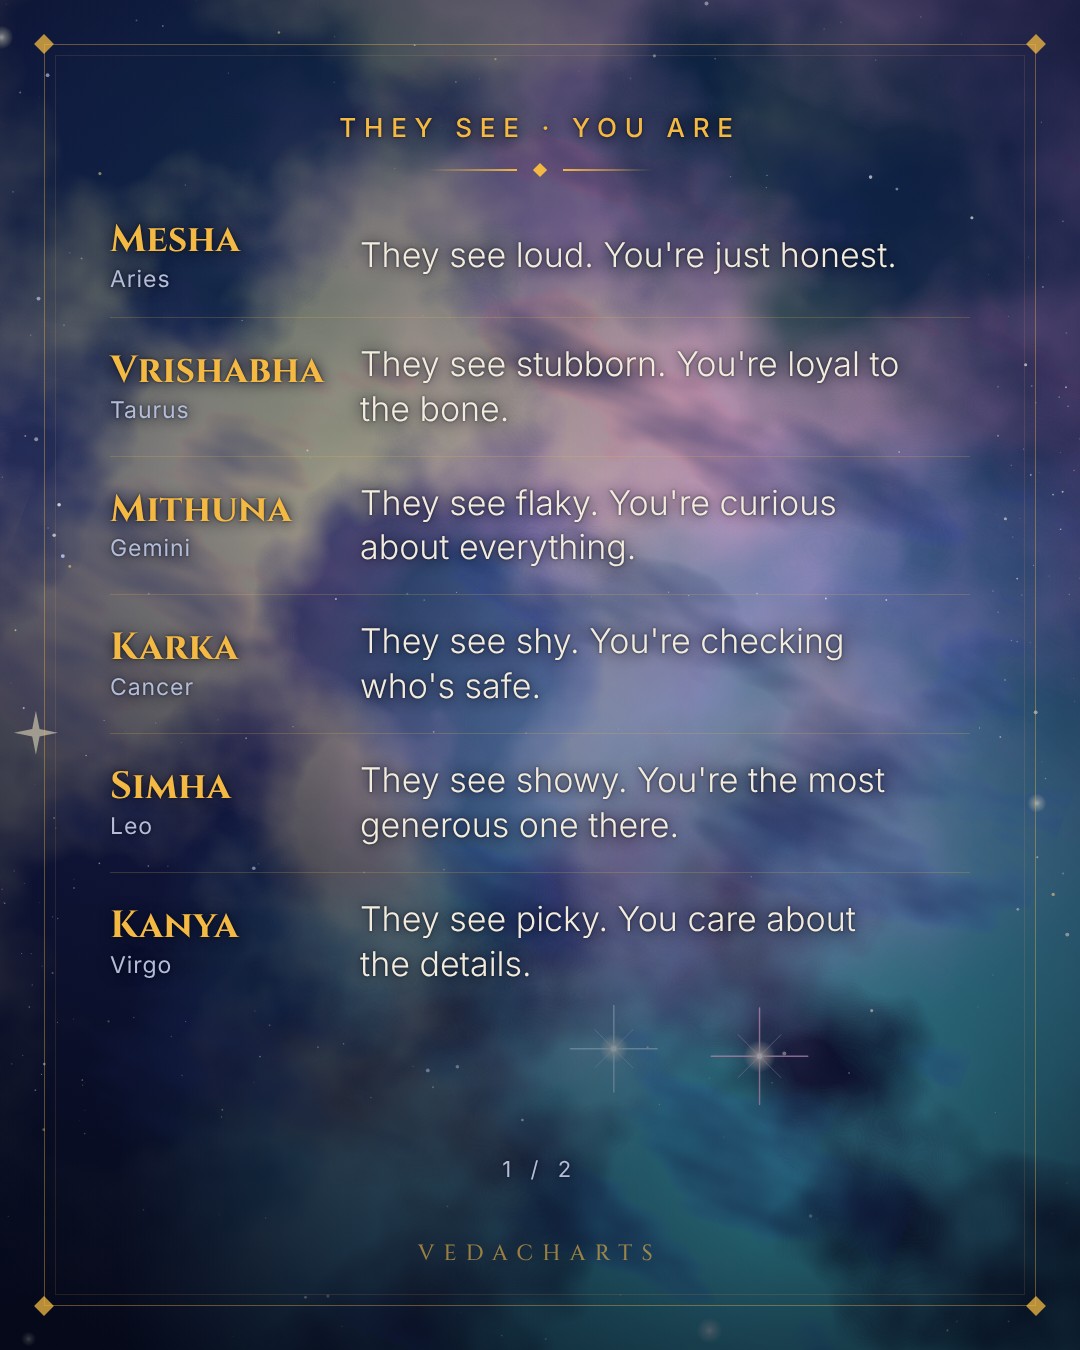 THEY SEE · YOU ARE
MESHA
Aries
They see loud. You're just honest.
VRISHABHA
Taurus
They see stubborn. You're loyal to
the bone.
MITHUNA
Gemini
They see flaky. You're curious
about everything.
KARKA
Cancer
They see shy. You're checking
who's safe.
SIMHA
Leo
They see showy. You're the most
generous one there.
KANYA
Virgo
They see picky. You care about
the details.
1 / 2
VEDACHARTS